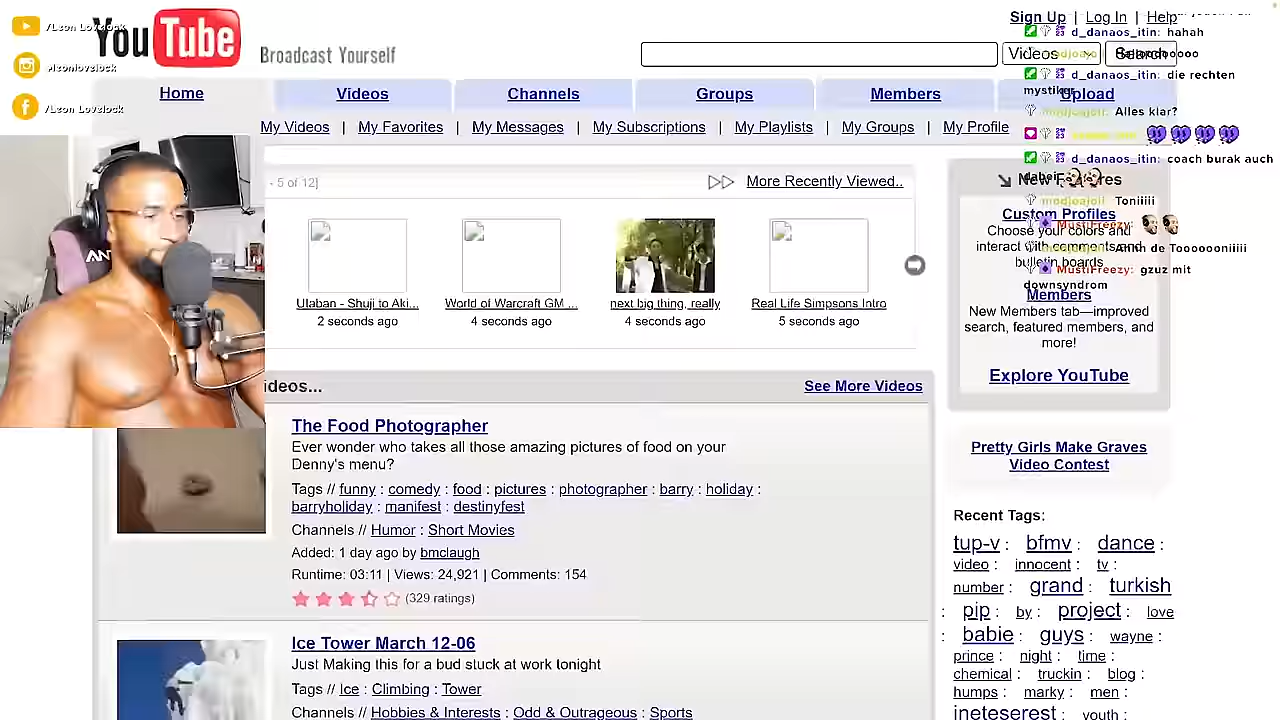 /Leon Lovelock
/leonlovelock
/Leon Lovelock
YouTube
Broadcast Yourself
Sign Up | Log In | Help
Videos
Search
Home
Videos
Channels
Groups
Members
Upload
My Videos | My Favorites | My Messages | My Subscriptions | My Playlists | My Groups | My Profile
- 5 of 12]
More Recently Viewed..
Utaban - Shuji to Aki...
2 seconds ago
World of Warcraft GM ...
4 seconds ago
next big thing, really
4 seconds ago
Real Life Simpsons Intro
5 seconds ago
ideos...
See More Videos
The Food Photographer
Ever wonder who takes all those amazing pictures of food on your
Denny's menu?
Tags // funny : comedy : food : pictures : photographer : barry : holiday :
barryholiday : manifest : destinyfest
Channels // Humor : Short Movies
Added: 1 day ago by bmclaugh
Runtime: 03:11 | Views: 24,921 | Comments: 154
(329 ratings)
Ice Tower March 12-06
Just Making this for a bud stuck at work tonight
Tags // Ice : Climbing : Tower
Channels // Hobbies & Interests : Odd & Outrageous : Sports
d_danaos_itin: hahah
d_danaos_itin: die rechten
mystiker
modjoajoii: Alles klar?
d_danaos_itin: coach burak auch
dabei
modjoajoii: Toniiii
MustiFreezy:
Ahhh de Tooooooniiiii
MustiFreezy: gzuz mit
downsyndrom
New Features
Custom Profiles
Choose your colors and
interact with comments and
bulletin boards
Members
New Members tab—improved
search, featured members, and
more!
Explore YouTube
Pretty Girls Make Graves
Video Contest
Recent Tags:
tup-v : bfmv : dance :
video : innocent : tv :
number : grand : turkish
: pip : by : project : love
: babie : guys : wayne :
prince : night : time :
chemical : truckin : blog :
humps : marky : men :
ineteserest : youth :